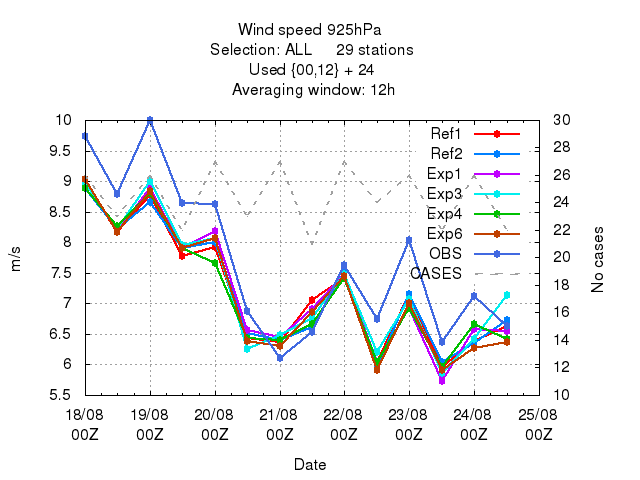 Wind speed 925hPa
Selection: ALL 29 stations
Used {00,12} + 24
Averaging window: 12h
10
9.5
9
8.5
8
7.5
7
6.5
6
5.5
m/s
30
28
26
24
22
20
18
16
14
12
10
No cases
Ref1
Ref2
Exp1
Exp3
Exp4
Exp6
OBS
CASES
18/08 19/08 20/08 21/08 22/08 23/08 24/08 25/08
00Z 00Z 00Z 00Z 00Z 00Z 00Z 00Z
Date